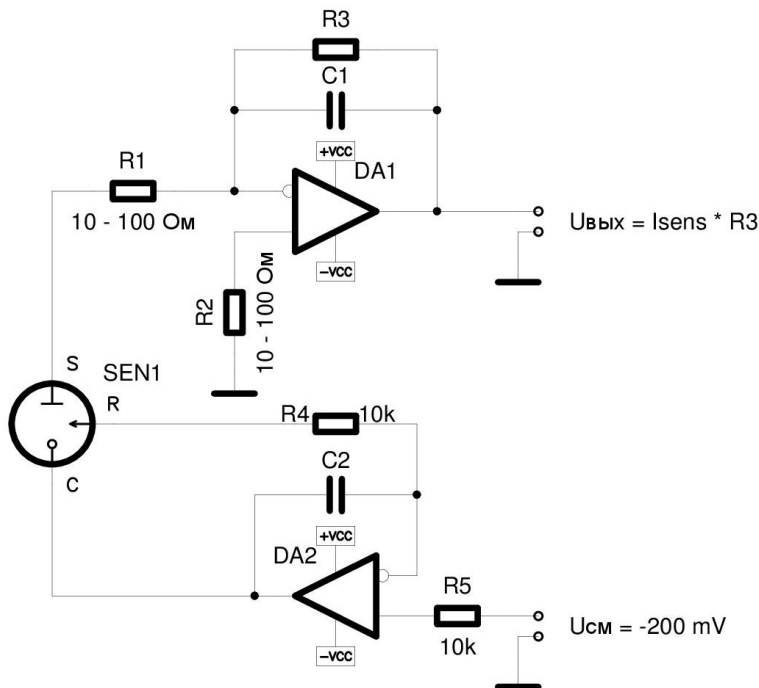 R3
C1
+VCC
DA1
R1
10 - 100 Ом
Uвых = Isens * R3
-VCC
R2
10 - 100 Ом
S
SEN1
R
R4
10k
C
C2
+VCC
DA2
R5
10k
Uсм = -200 mV
-VCC